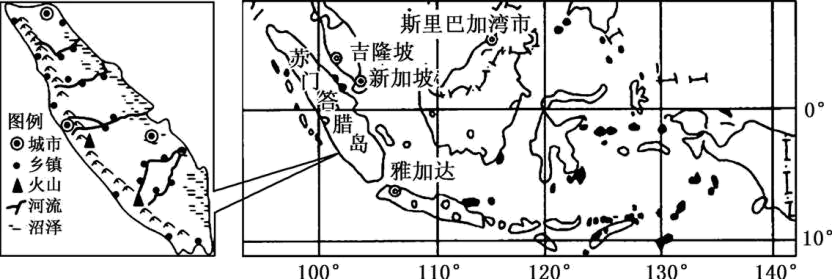 图例
城市
乡镇
火山
河流
沼泽
斯里巴加湾市
吉隆坡
新加坡
苏门答腊岛
雅加达
0°
10°
100°
110°
120°
130°
140°